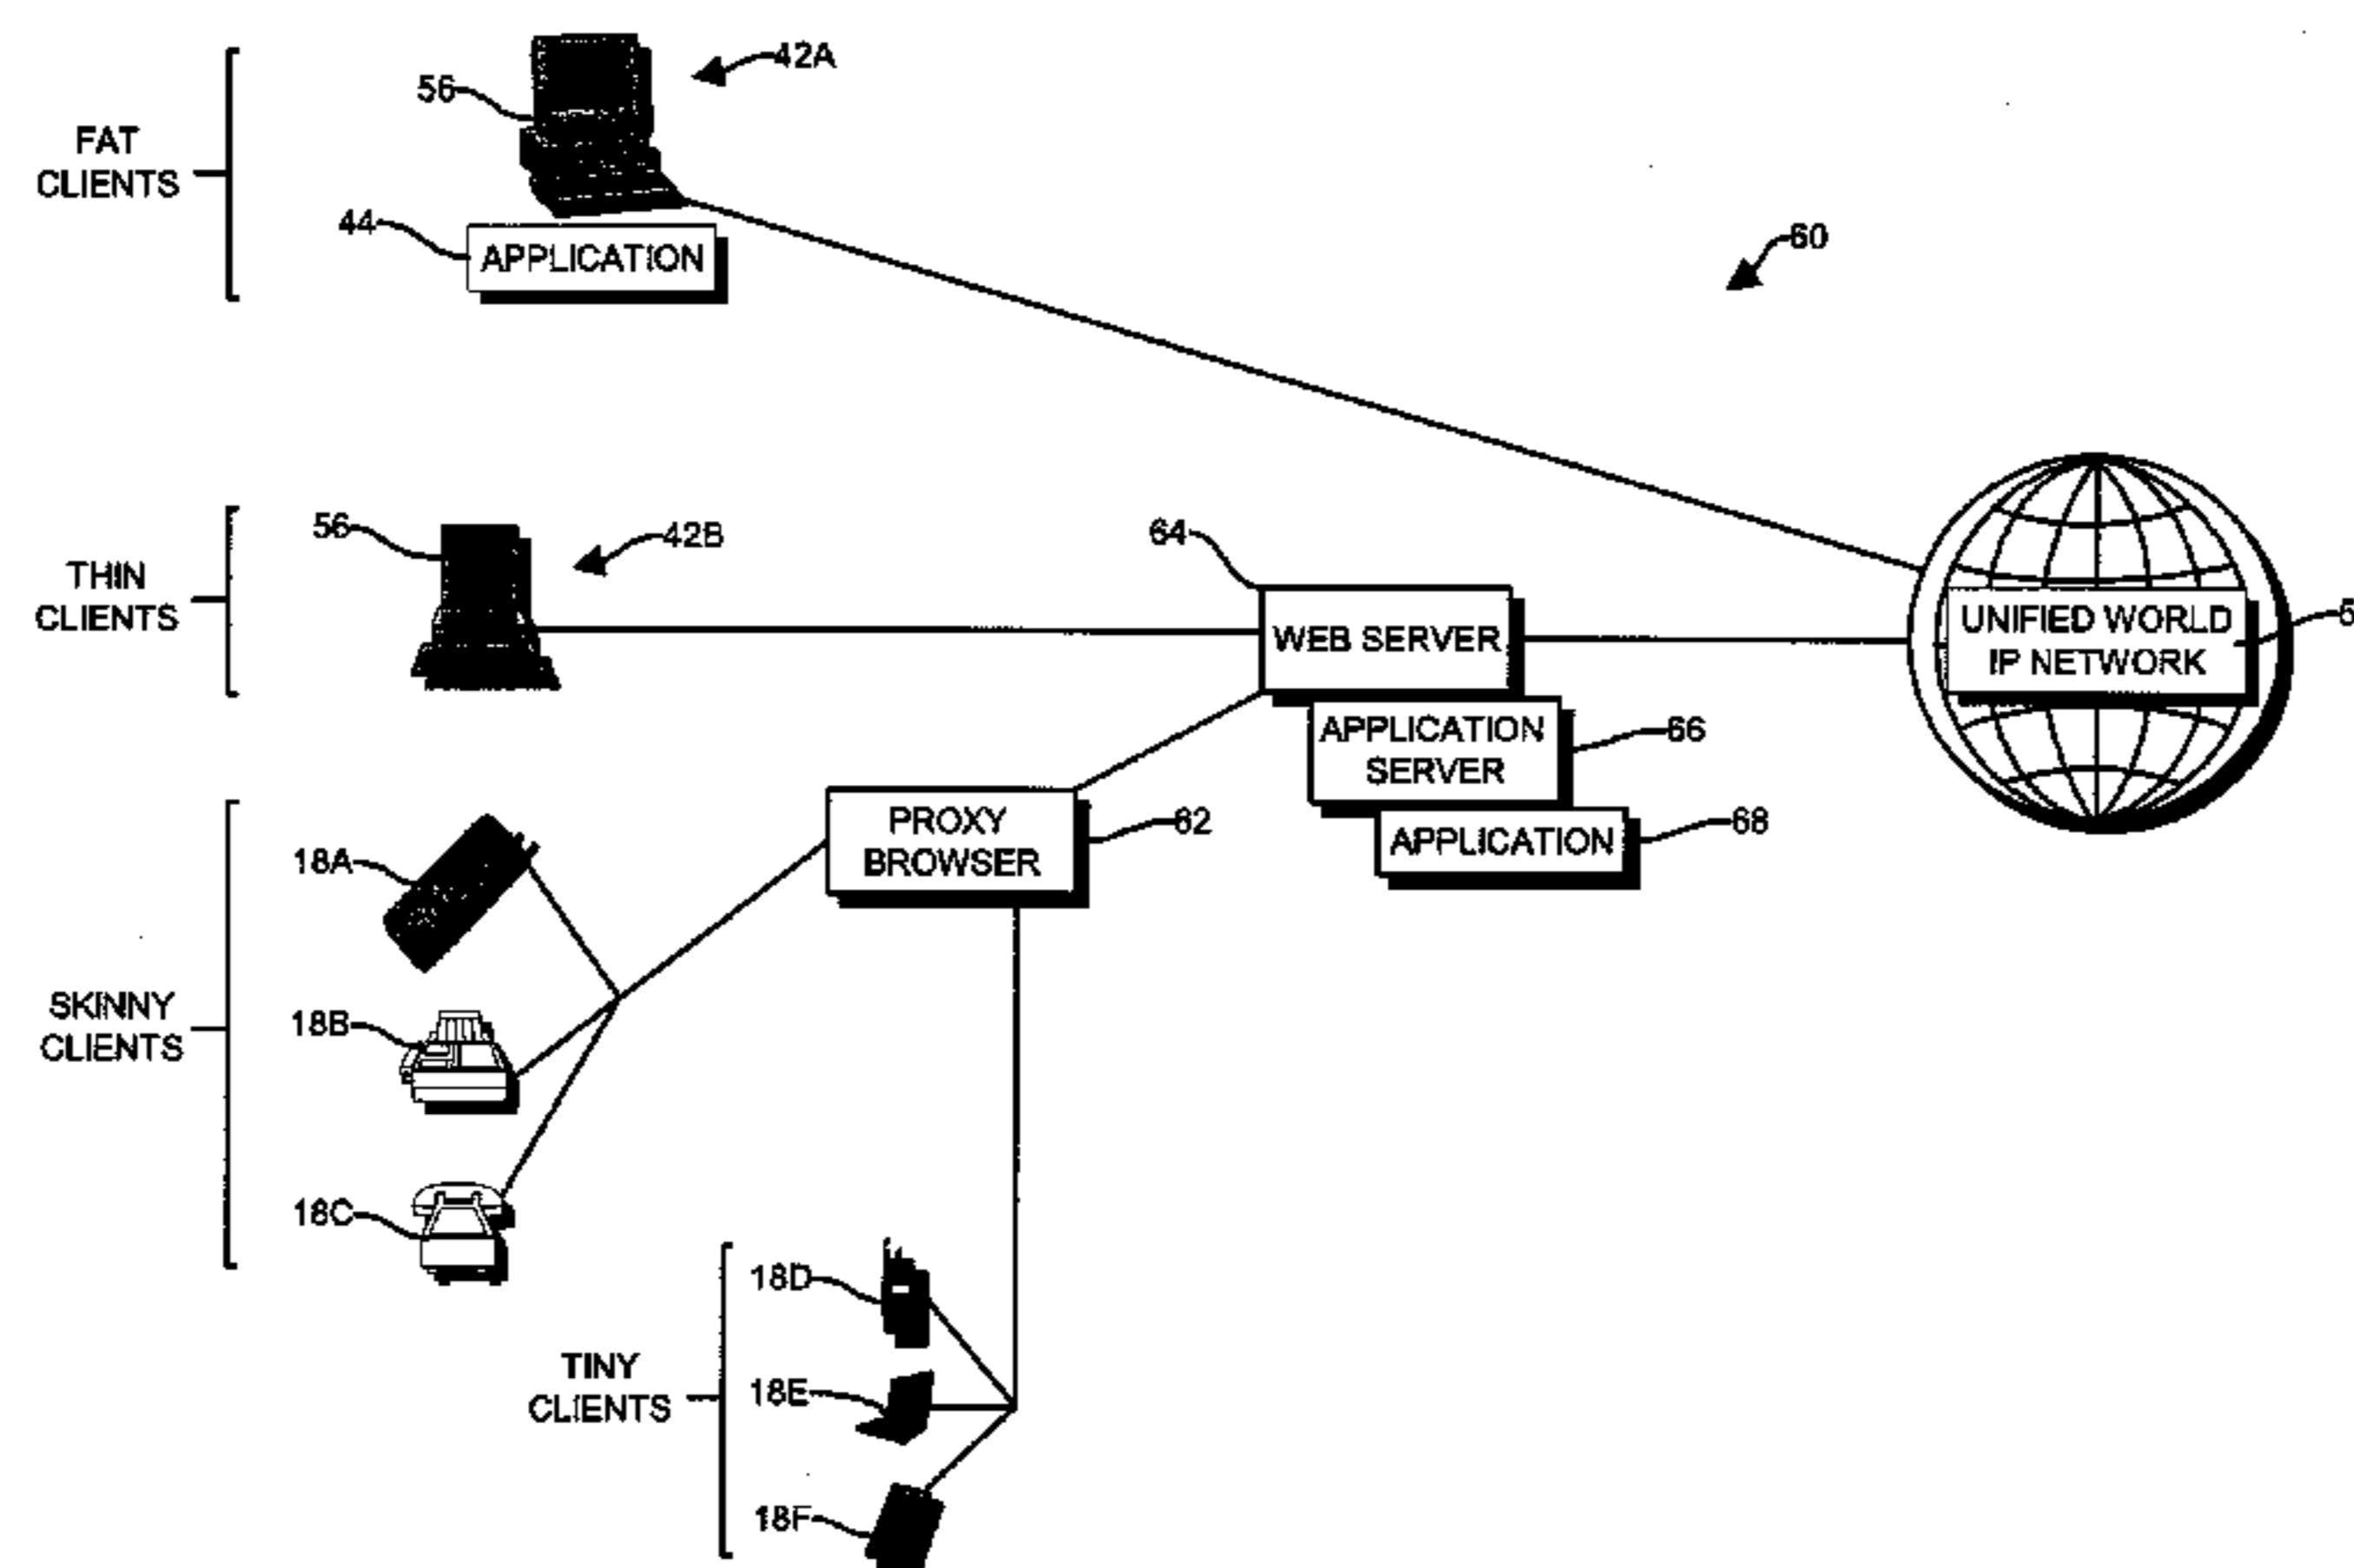 42A
56
FAT
CLIENTS
44
APPLICATION
60
56
42B
64
THIN
CLIENTS
WEB SERVER
UNIFIED WORLD
IP NETWORK
5
APPLICATION
SERVER
66
PROXY
BROWSER
62
APPLICATION
68
18A
SKINNY
CLIENTS
18B
18C
18D
TINY
CLIENTS
18E
18F